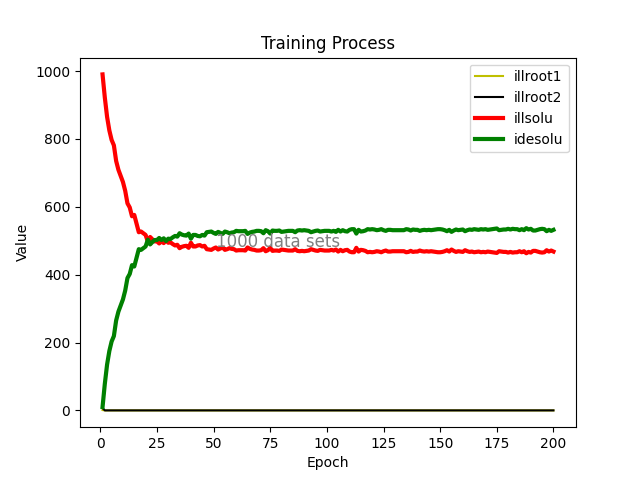 Training Process
1000
800
600
400
200
0
Value
illroot1
illroot2
illsolu
idesolu
1000 data sets
0 25 50 75 100 125 150 175 200
Epoch